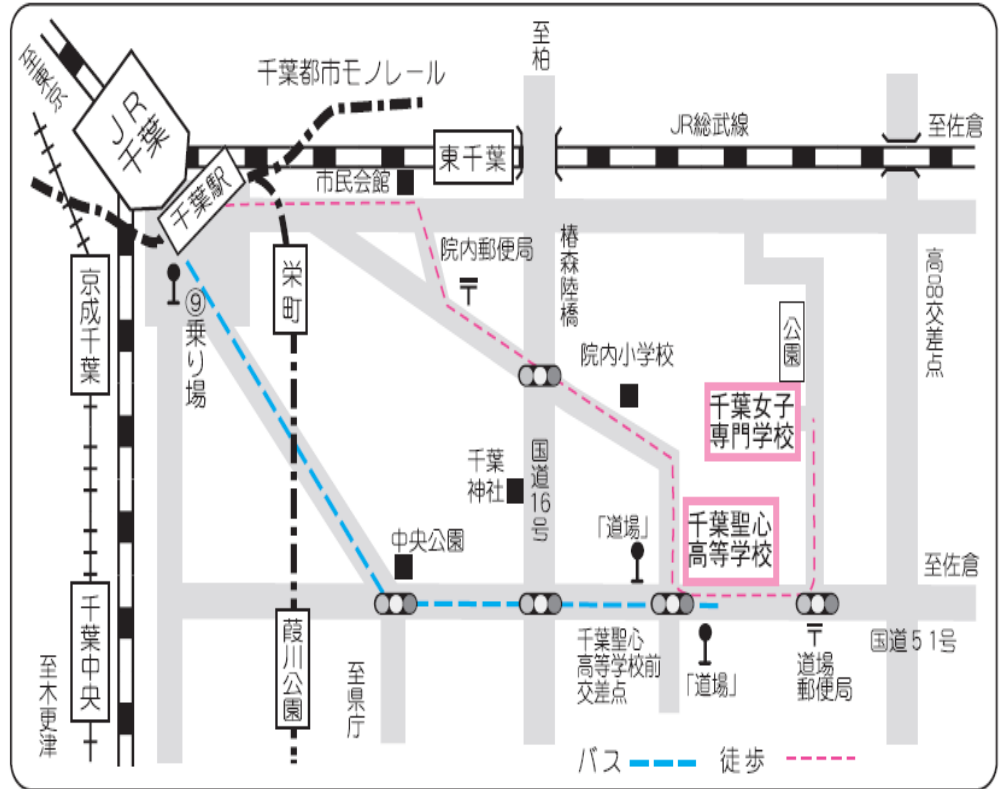 至東京
JR
千葉
千葉都市モノレール
至柏
JR総武線
至佐倉
東千葉
市民会館
千葉駅
院内郵便局
〒
椿森陸橋
高品交差点
京成千葉
⑨乗り場
栄町
院内小学校
公園
千葉女子
専門学校
千葉
神社
国道16号
「道場」
千葉聖心
高等学校
中央公園
至佐倉
千葉中央
至木更津
葭川公園
至県庁
千葉聖心
高等学校前
交差点
「道場」
〒
道場
郵便局
国道51号
バス
徒歩